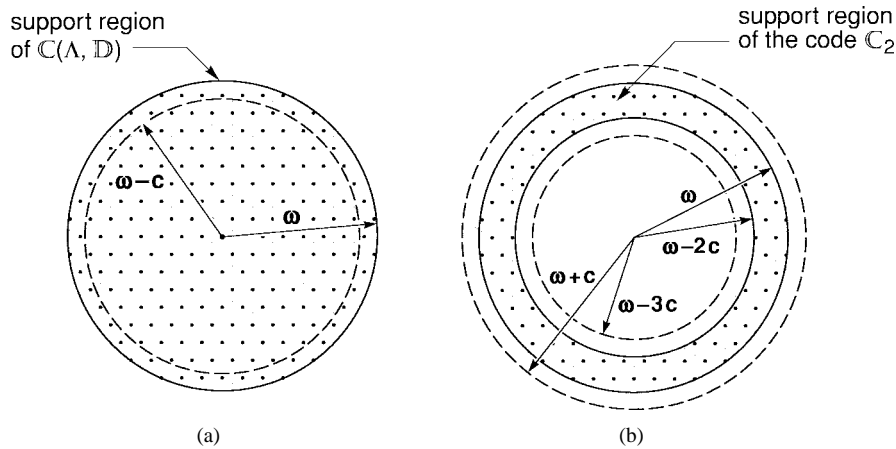 support region
of ℂ(Λ, 𝔻)
ω−c
ω
(a)
support region
of the code ℂ₂
ω
ω−2c
ω+c
ω−3c
(b)